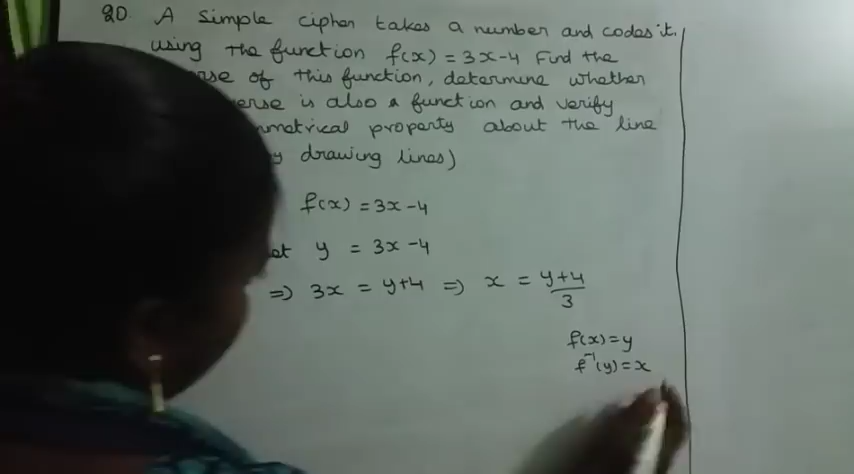 20. A simple cipher takes a number and codes it.
using the function f(x) = 3x-4 Find the
of this function, determine whether
is also a function and verify
property about the line
drawing lines)
f(x) = 3x-4
y = 3x-4
=) 3x = y+4 =) x = y+4/3
f(x) = y
f⁻¹(y) = x